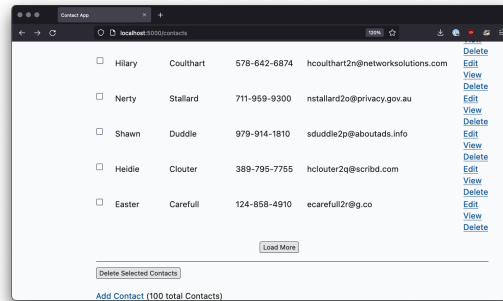 Contact App × +
localhost:5000/contacts 120%
Delete
Hilary Coulthart 578-642-6874 hcoulthart2n@networksolutions.com Edit
View
Delete
Nerty Stallard 711-959-9300 nstallard2o@privacy.gov.au Edit
View
Delete
Shawn Duddle 979-914-1810 sduddle2p@aboutads.info Edit
View
Delete
Heidie Clouter 389-795-7755 hclouter2q@scribd.com Edit
View
Delete
Easter Carefull 124-858-4910 ecarefull2r@g.co Edit
View
Delete
Load More
Delete Selected Contacts
Add Contact (100 total Contacts)